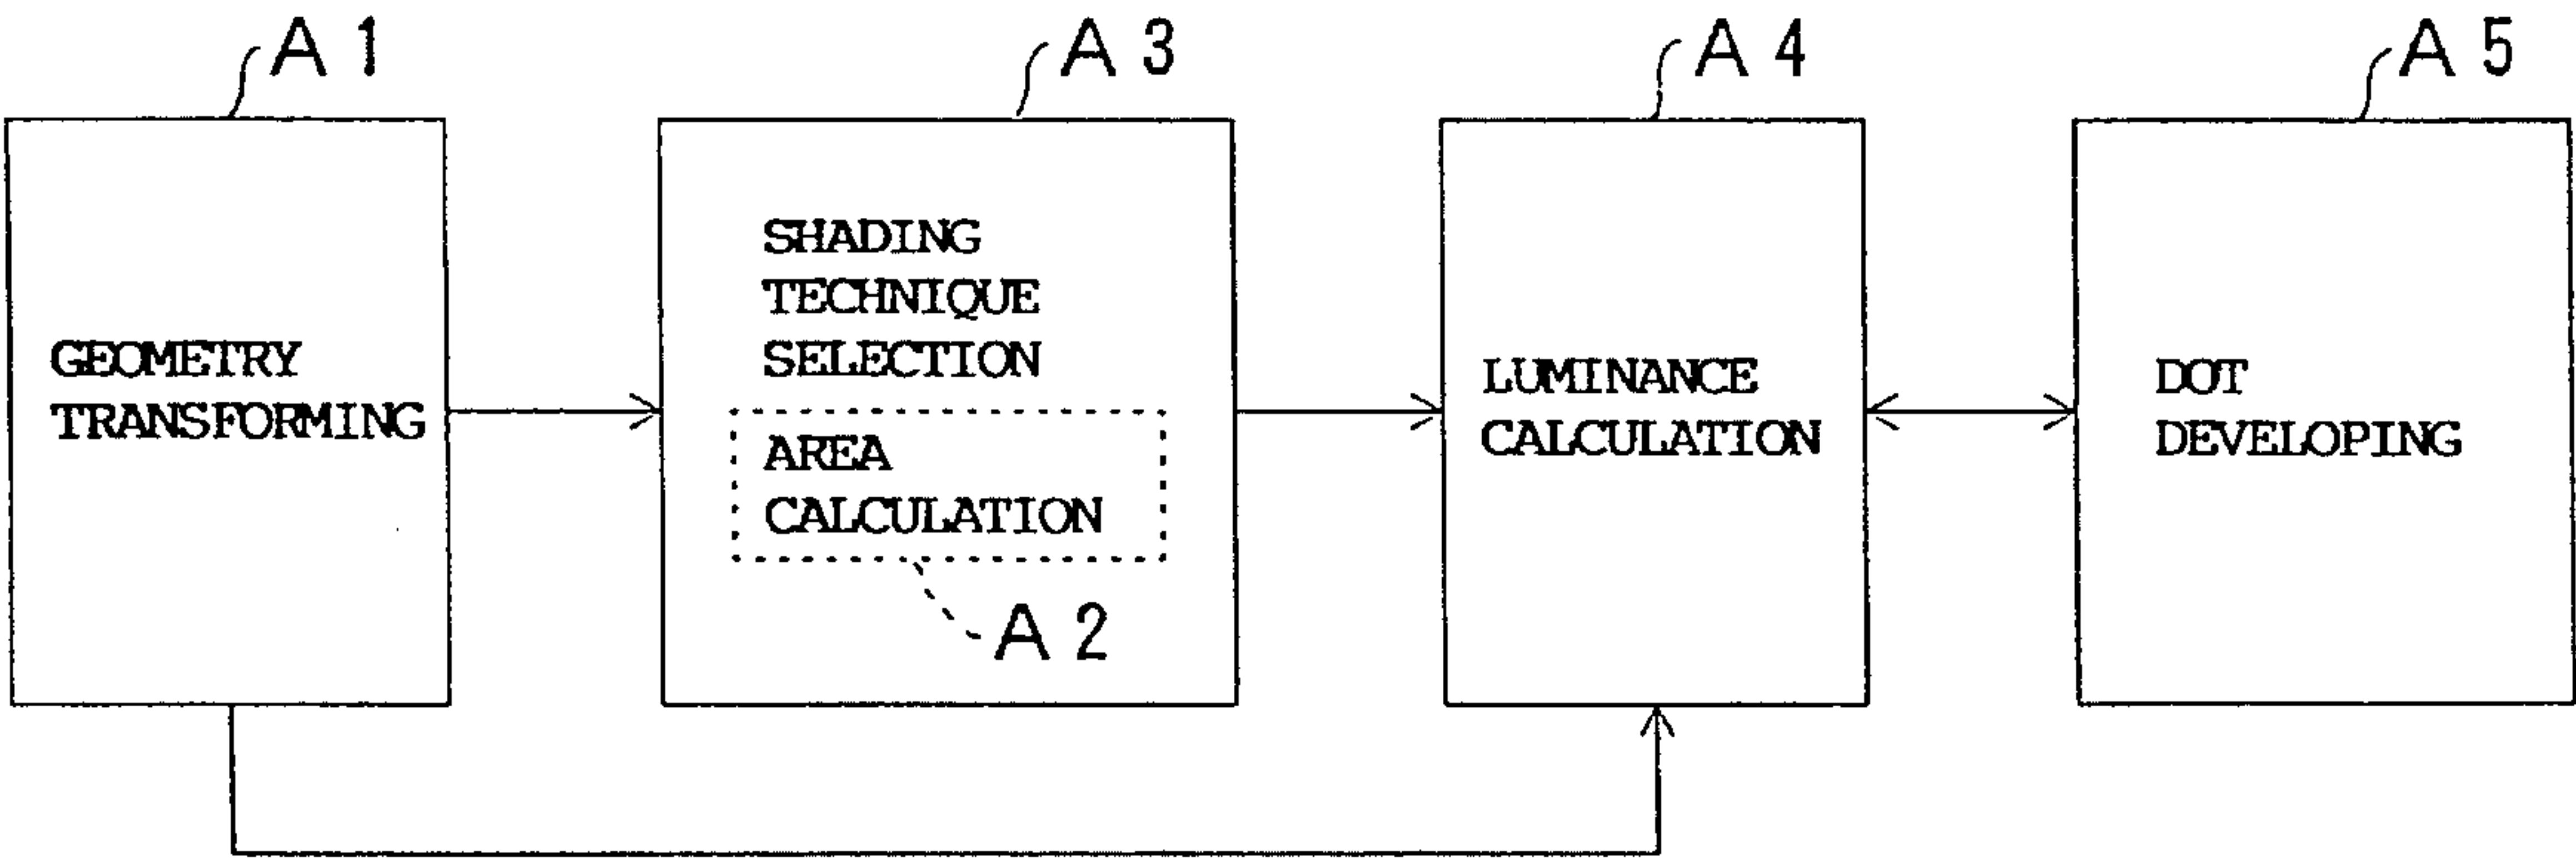 A1
A3
A4
A5
GEOMETRY
TRANSFORMING
SHADING
TECHNIQUE
SELECTION
AREA
CALCULATION
A2
LUMINANCE
CALCULATION
DOT
DEVELOPING